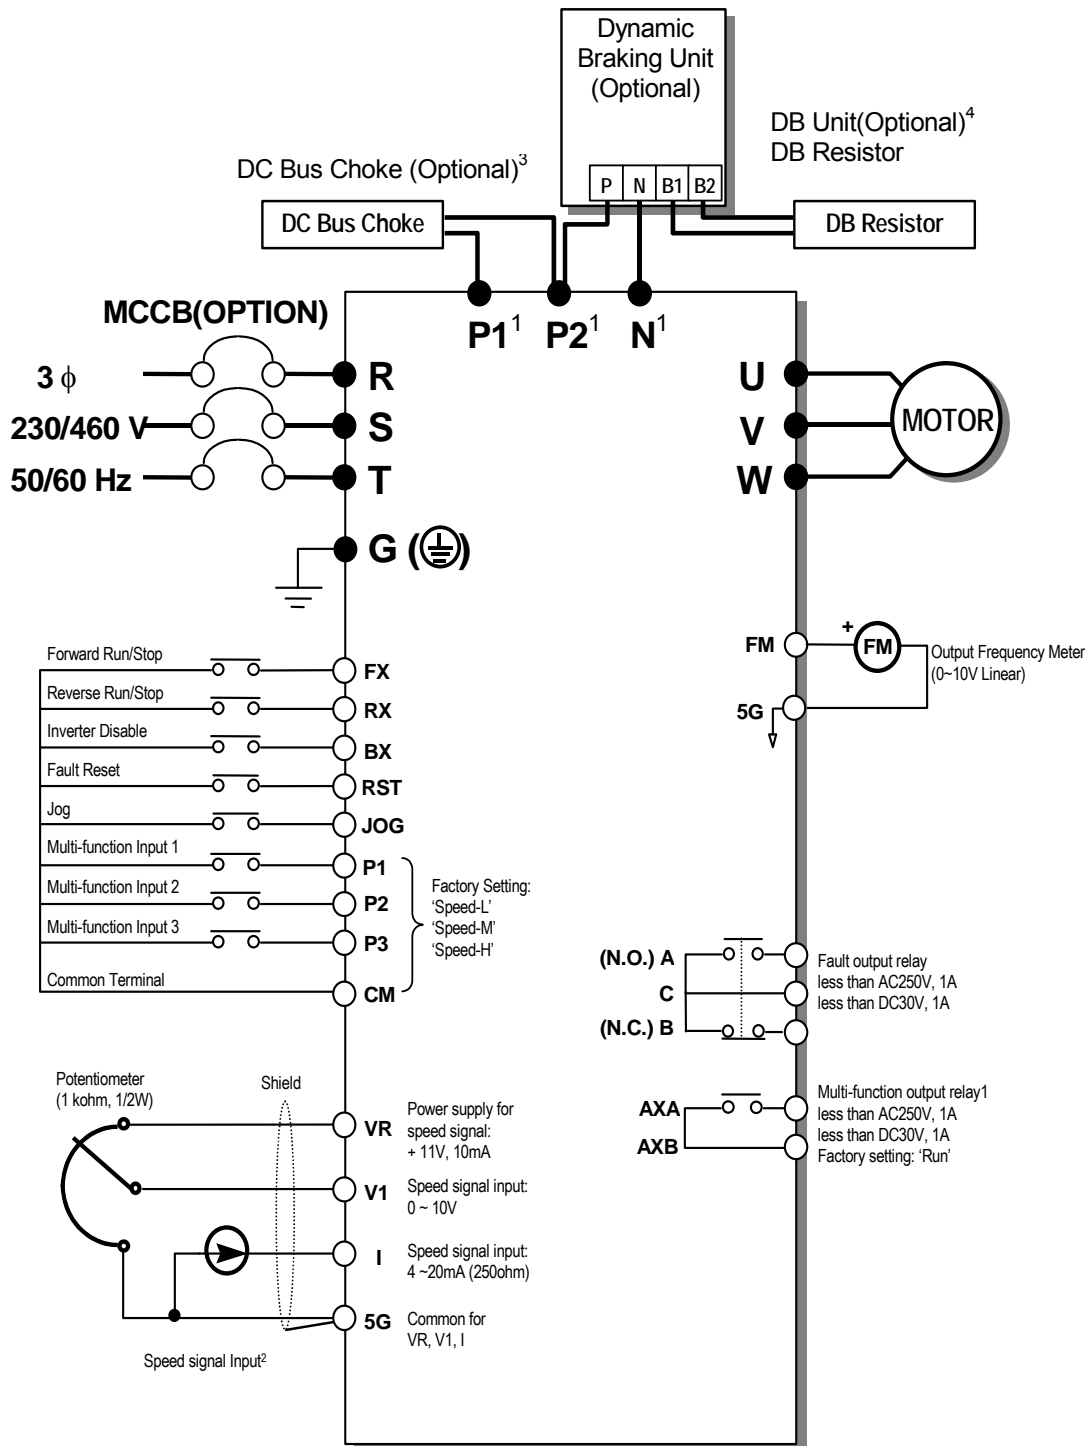 Dynamic
Braking Unit
(Optional)
DB Unit(Optional)4
DB Resistor
DC Bus Choke (Optional)3
P N B1 B2
DC Bus Choke
DB Resistor
MCCB(OPTION)
P11 P21 N1
3 ϕ
R
U
230/460 V
S
V
MOTOR
50/60 Hz
T
W
G
FM
+
FM
Output Frequency Meter
(0~10V Linear)
5G
Forward Run/Stop
FX
Reverse Run/Stop
RX
Inverter Disable
BX
Fault Reset
RST
Jog
JOG
Multi-function Input 1
P1
Multi-function Input 2
P2
Multi-function Input 3
P3
Common Terminal
CM
Factory Setting:
‘Speed-L’
‘Speed-M’
‘Speed-H’
(N.O.) A
C
(N.C.) B
Fault output relay
less than AC250V, 1A
less than DC30V, 1A
AXA
AXB
Multi-function output relay1
less than AC250V, 1A
less than DC30V, 1A
Factory setting: ‘Run’
Potentiometer
(1 kohm, 1/2W)
Shield
VR
Power supply for
speed signal:
+ 11V, 10mA
V1
Speed signal input:
0 ~ 10V
I
Speed signal input:
4 ~20mA (250ohm)
5G
Common for
VR, V1, I
Speed signal Input2